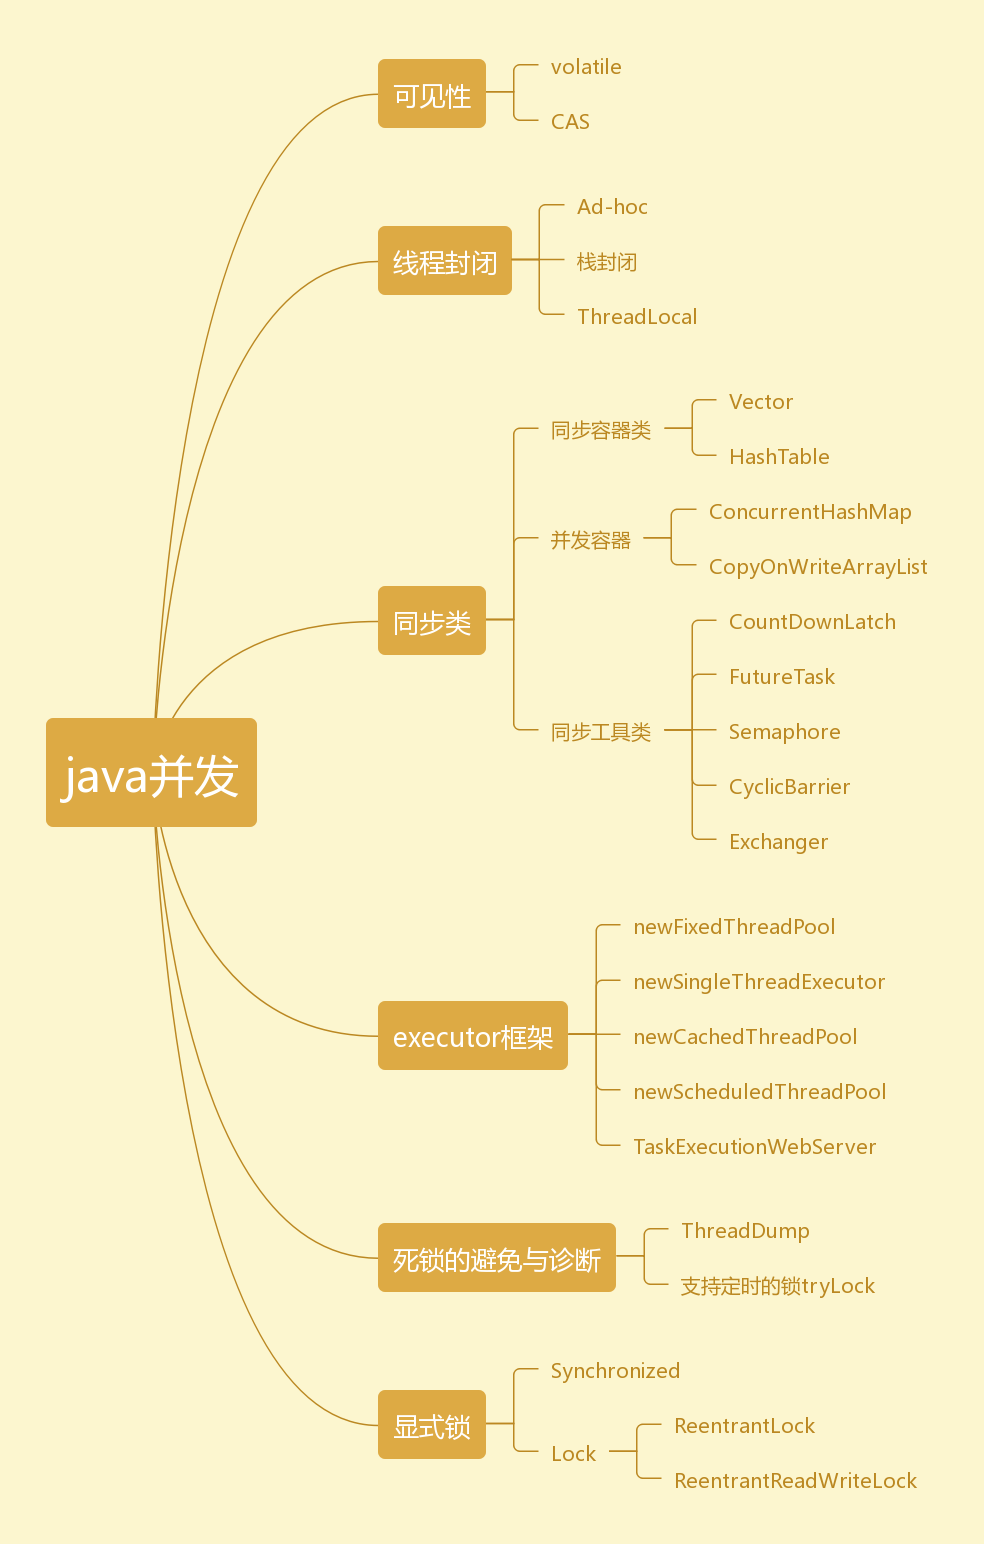 java并发
可见性
volatile
CAS
线程封闭
Ad-hoc
栈封闭
ThreadLocal
同步类
同步容器类
Vector
HashTable
并发容器
ConcurrentHashMap
CopyOnWriteArrayList
同步工具类
CountDownLatch
FutureTask
Semaphore
CyclicBarrier
Exchanger
executor框架
newFixedThreadPool
newSingleThreadExecutor
newCachedThreadPool
newScheduledThreadPool
TaskExecutionWebServer
死锁的避免与诊断
ThreadDump
支持定时的锁tryLock
显式锁
Synchronized
Lock
ReentrantLock
ReentrantReadWriteLock